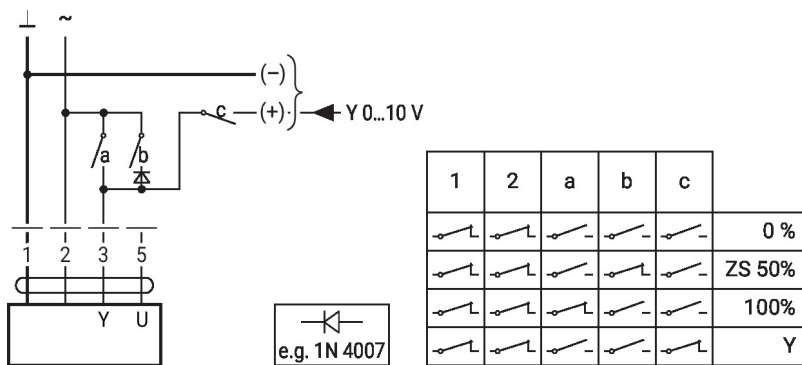 ⊥ ~
(–)
c (+) Y 0...10 V
a b
1 2 3 5
Y U
e.g. 1N 4007
1 2 a b c
0 %
ZS 50%
100%
Y